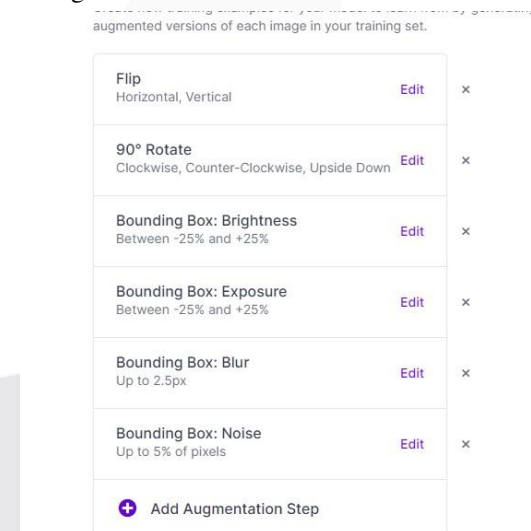 augmented versions of each image in your training set.
Flip
Horizontal, Vertical
Edit ×
90° Rotate
Clockwise, Counter-Clockwise, Upside Down
Edit ×
Bounding Box: Brightness
Between -25% and +25%
Edit ×
Bounding Box: Exposure
Between -25% and +25%
Edit ×
Bounding Box: Blur
Up to 2.5px
Edit ×
Bounding Box: Noise
Up to 5% of pixels
Edit ×
Add Augmentation Step